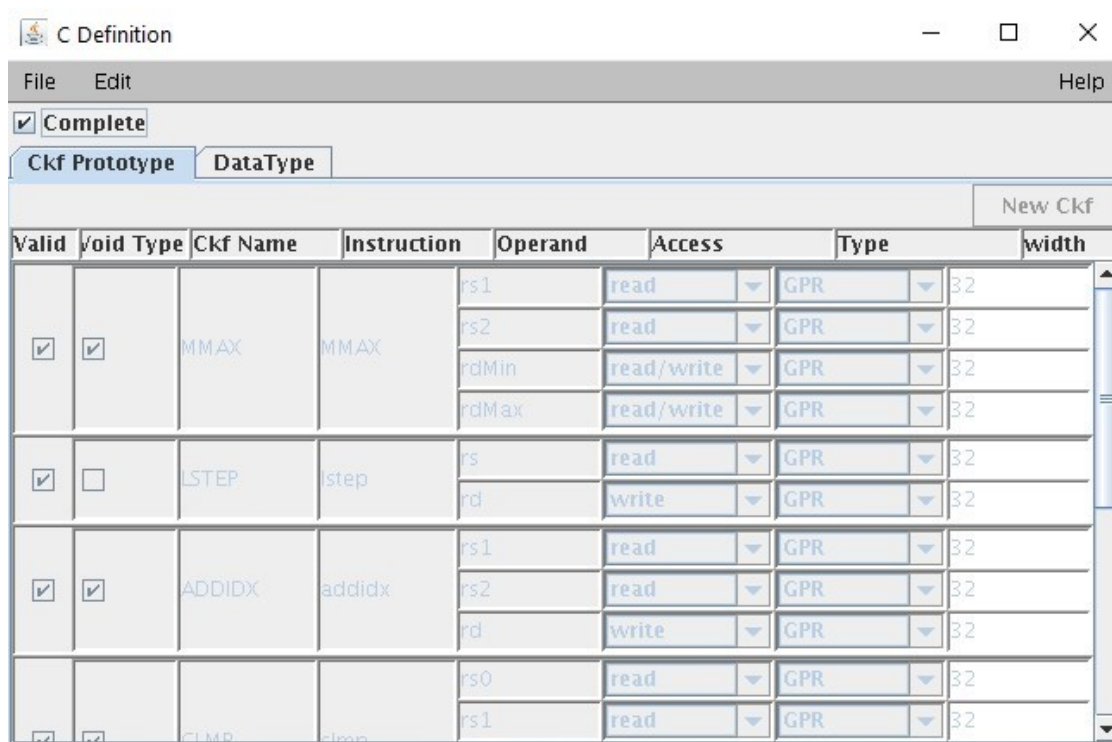 C Definition
File Edit Help
Complete
Ckf Prototype DataType
New Ckf
Valid Void Type Ckf Name Instruction Operand Access Type width
MMAX MMAX rs1 read GPR 32
rs2 read GPR 32
rdMin read/write GPR 32
rdMax read/write GPR 32
LSTEP lstep rs read GPR 32
rd write GPR 32
ADDIDX addidx rs1 read GPR 32
rs2 read GPR 32
rd write GPR 32
rs0 read GPR 32
CLMP clmp rs1 read GPR 32